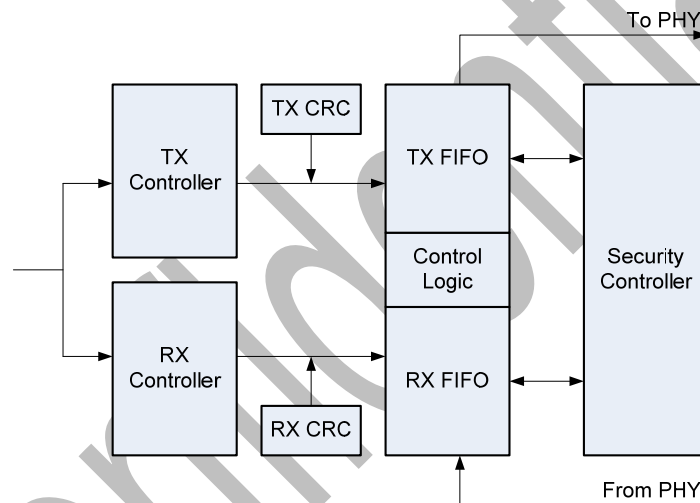 To PHY
TX CRC
TX
Controller
TX FIFO
Control
Logic
Security
Controller
RX
Controller
RX FIFO
RX CRC
From PHY